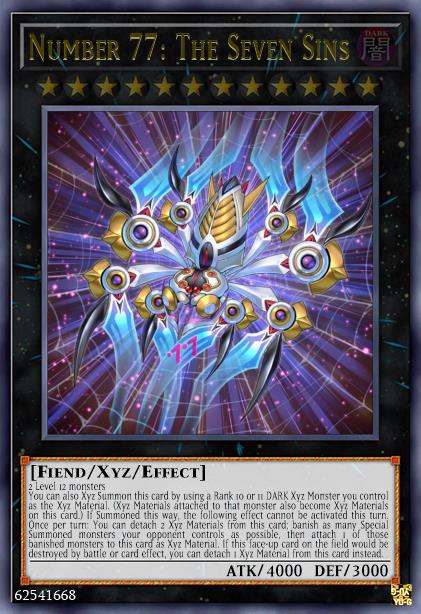 Number 77: The Seven Sins
DARK
闇
77
[Fiend/Xyz/Effect]
2 Level 12 monsters
You can also Xyz Summon this card by using a Rank 10 or 11 DARK Xyz Monster you control
as the Xyz Material. (Xyz Materials attached to that monster also become Xyz Materials
on this card.) If Summoned this way, the following effect cannot be activated this turn.
Once per turn: You can detach 2 Xyz Materials from this card; banish as many Special
Summoned monsters your opponent controls as possible, then attach 1 of those
banished monsters to this card as Xyz Material. If this face-up card on the field would be
destroyed by battle or card effect, you can detach 1 Xyz Material from this card instead.
ATK/4000 DEF/3000
62541668